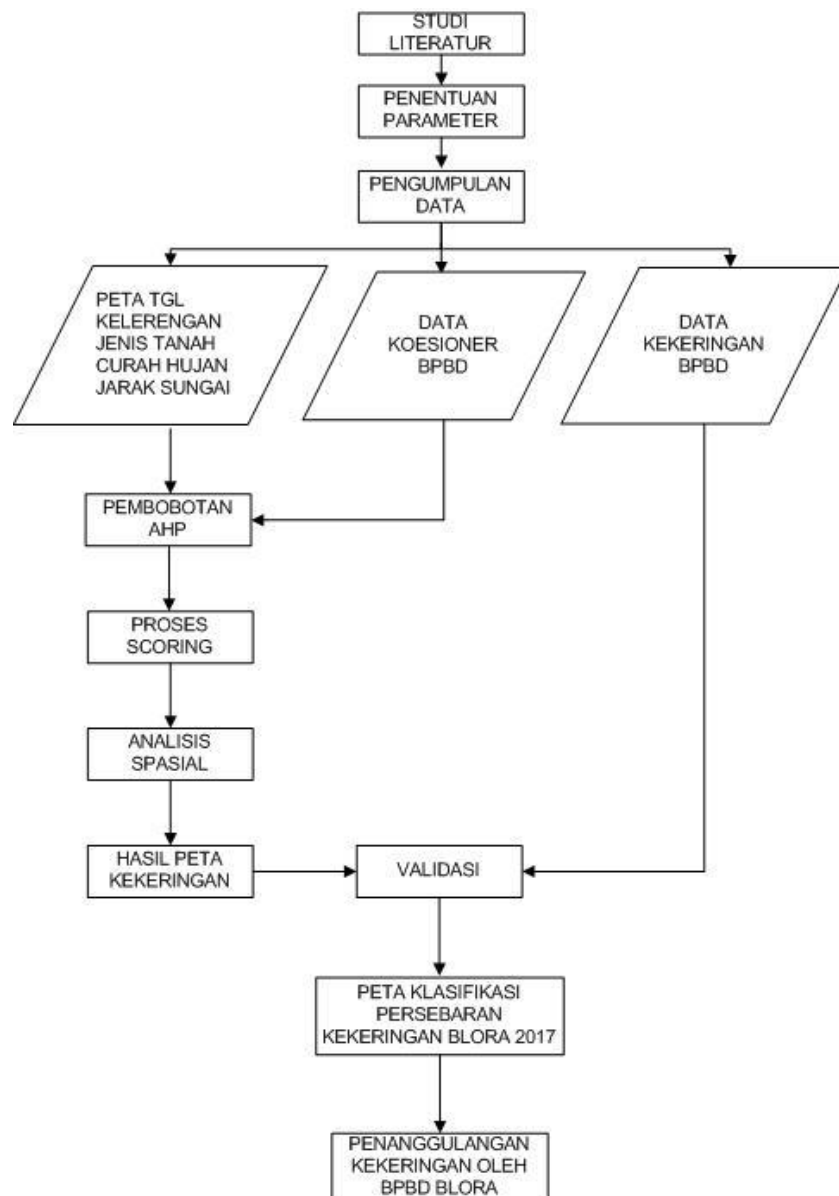 STUDI
LITERATUR
PENENTUAN
PARAMETER
PENGUMPULAN
DATA
PETA TGL
KELERENGAN
JENIS TANAH
CURAH HUJAN
JARAK SUNGAI
DATA
KOESIONER
BPBD
DATA
KEKERINGAN
BPBD
PEMBOBOTAN
AHP
PROSES
SCORING
ANALISIS
SPASIAL
HASIL PETA
KEKERINGAN
VALIDASI
PETA KLASIFIKASI
PERSEBARAN
KEKERINGAN BLORA 2017
PENANGGULANGAN
KEKERINGAN OLEH
BPBD BLORA